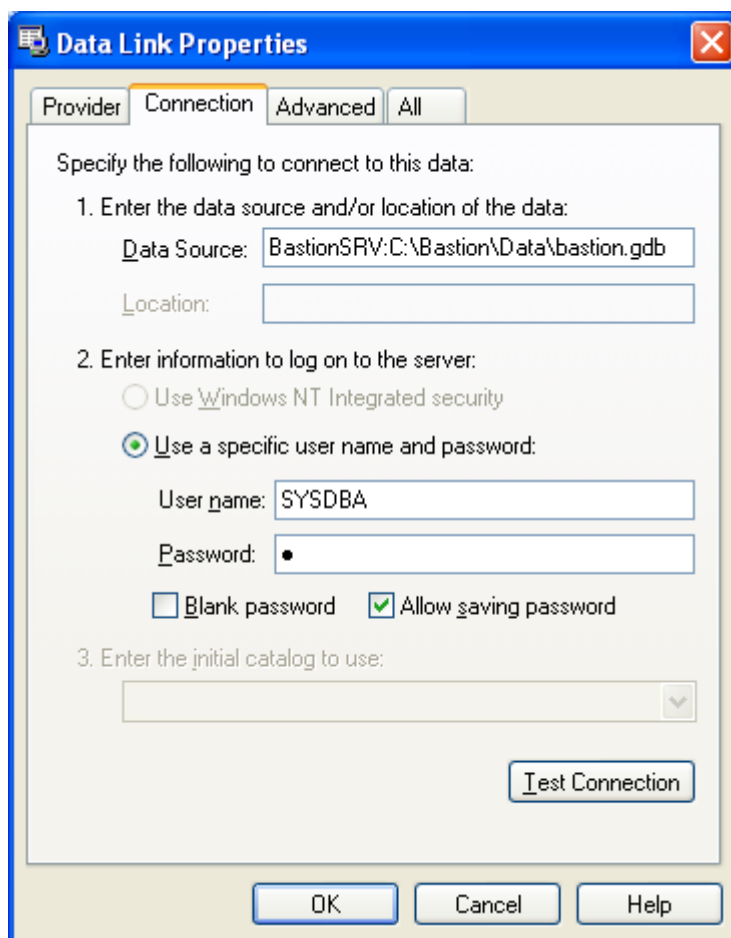 Data Link Properties
Provider Connection Advanced All
Specify the following to connect to this data:
1. Enter the data source and/or location of the data:
Data Source: BastionSRV:C:\Bastion\Data\bastion.gdb
Location:
2. Enter information to log on to the server:
Use Windows NT Integrated security
Use a specific user name and password:
User name: SYSDBA
Password: •
Blank password Allow saving password
3. Enter the initial catalog to use:
Test Connection
OK Cancel Help